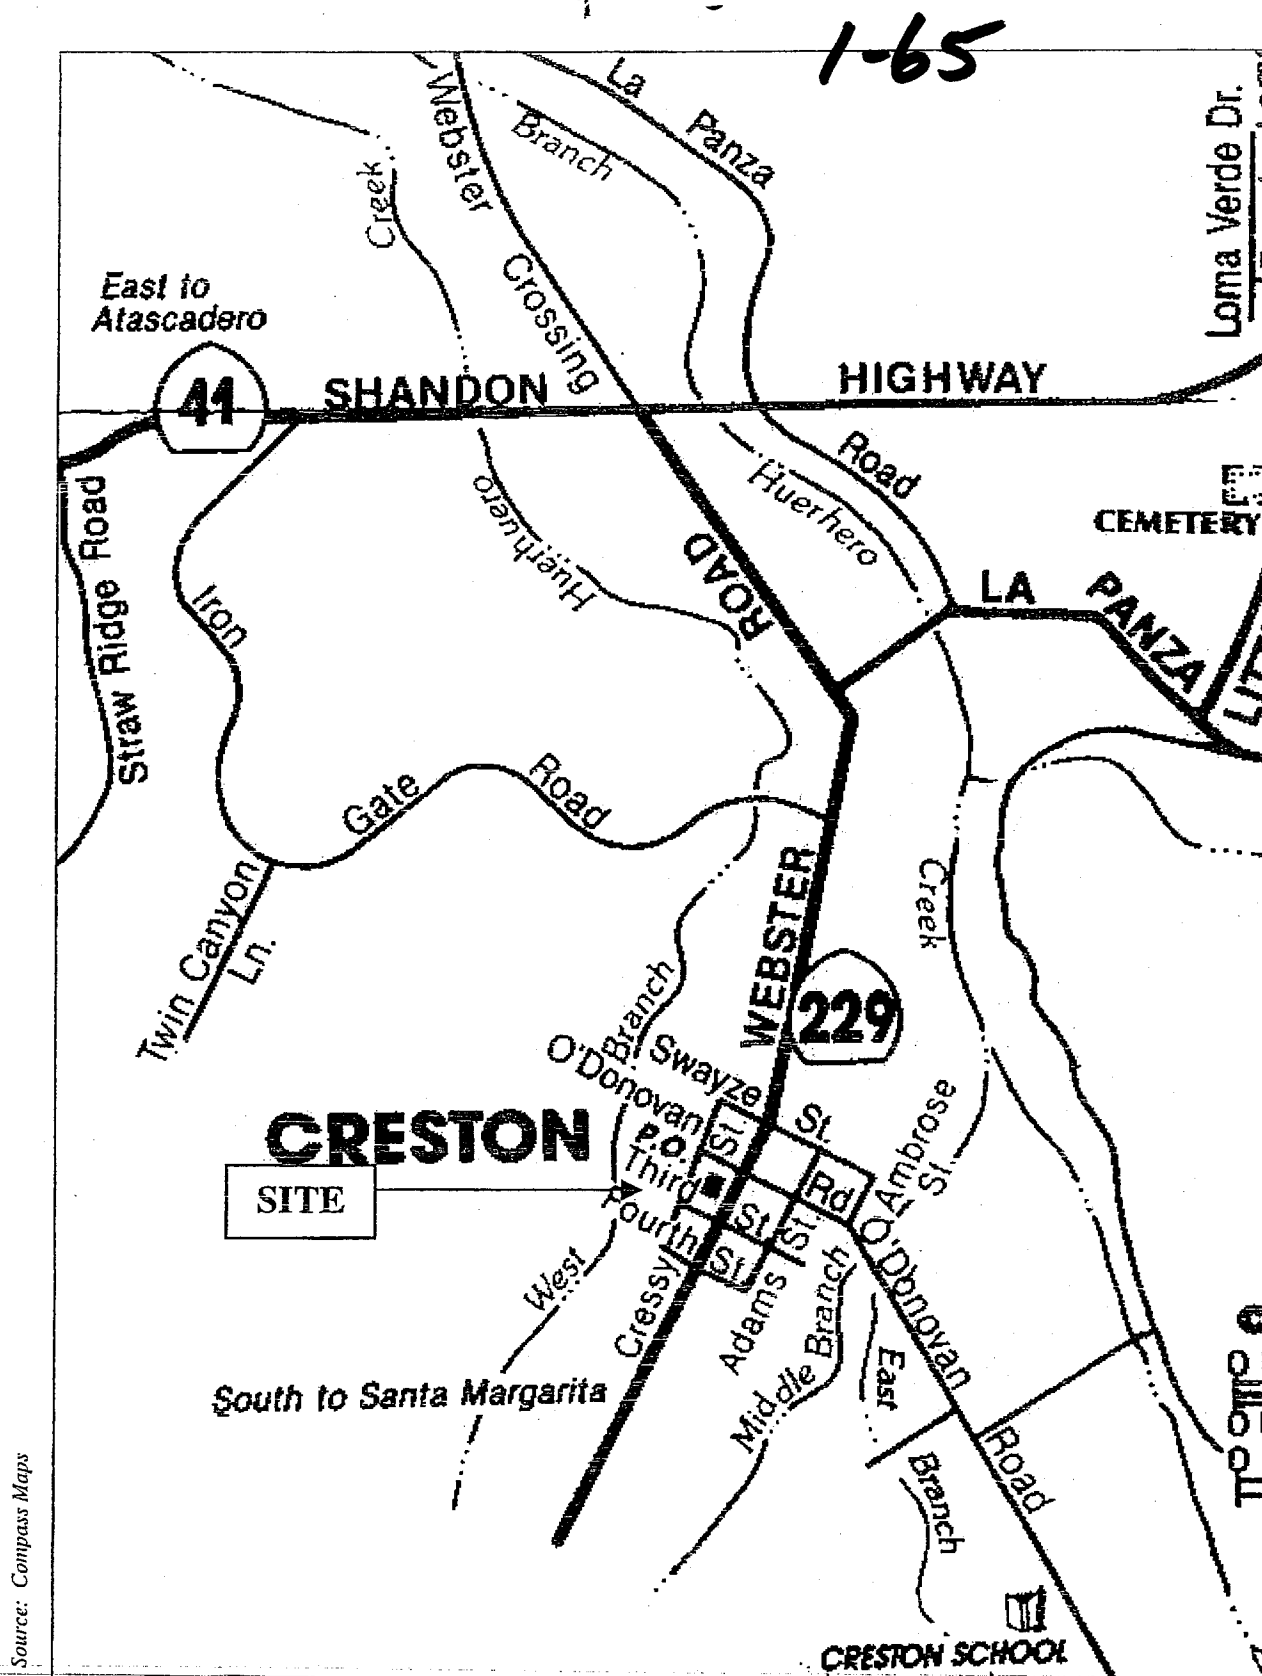 1-65
La
Panza
Webster
Branch
Creek
Loma Verde Dr.
Crossing
East to
Atascadero
41
SHANDON
HIGHWAY
Road
Huerhero
Huerhuero
CEMETERY
ROAD
Straw Ridge Road
Iron
LA
PANZA
Gate
Road
Twin Canyon
Ln.
WEBSTER
Creek
229
Branch
O'Donovan
Swayze
St.
CRESTON
P.O.
St.
Ambrose
St.
SITE
Third
St.
Rd
Fourth
St.
St.
O'Donovan
West
Cressy
Adams
Middle Branch
East
South to Santa Margarita
Branch
Road
Source: Compass Maps
CRESTON SCHOOL